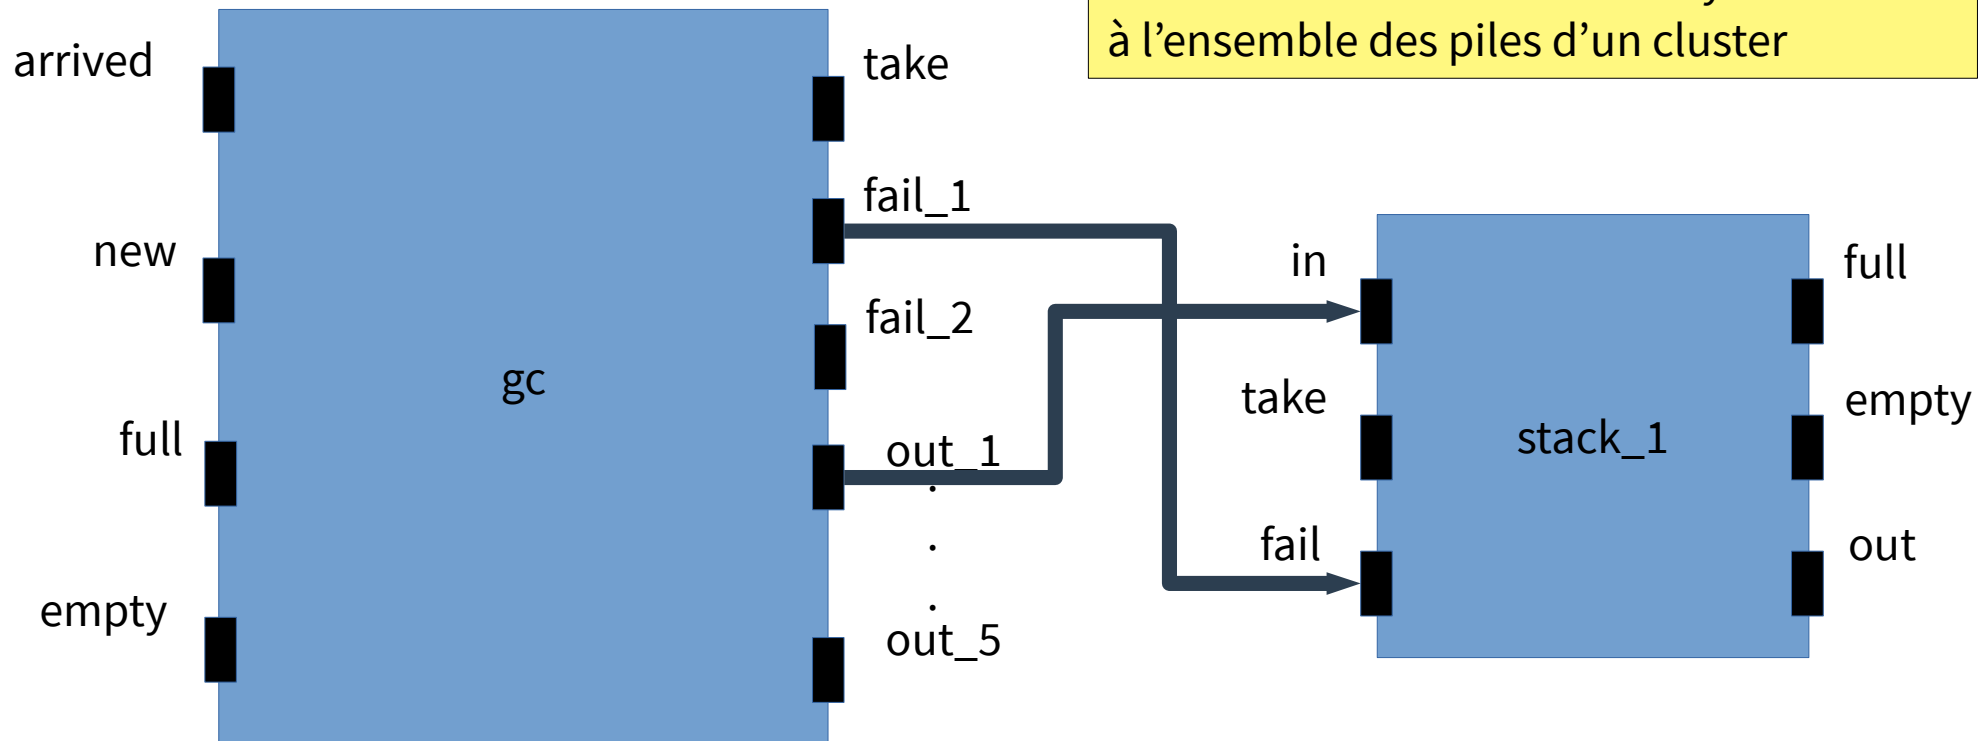 à l’ensemble des piles d’un cluster
arrived
new
full
empty
gc
take
fail_1
fail_2
out_1
.
.
.
out_5
in
take
fail
stack_1
full
empty
out